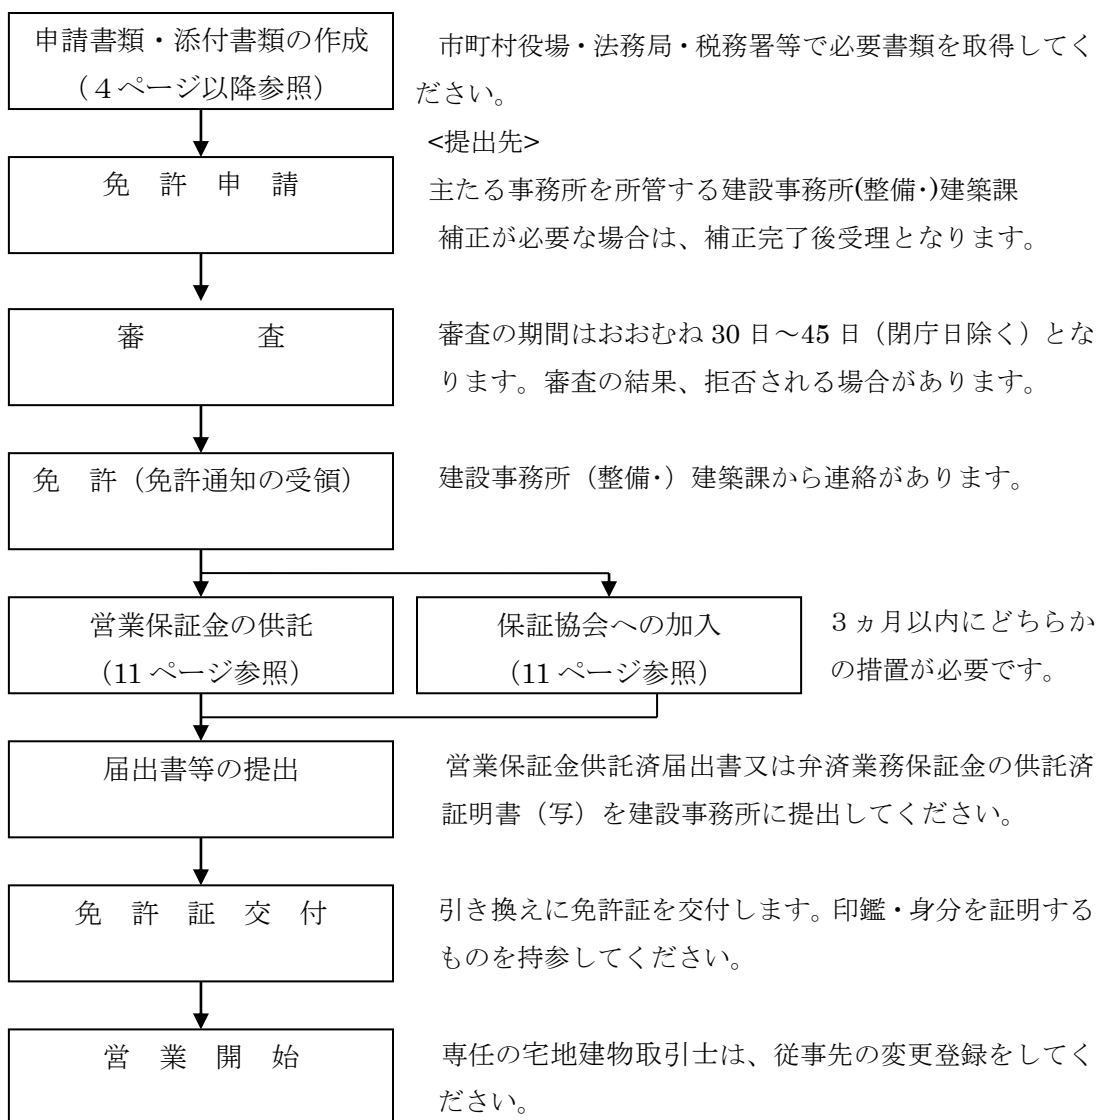 申請書類・添付書類の作成
(4ページ以降参照)
市町村役場・法務局・税務署等で必要書類を取得してく
ださい。
<提出先>
免 許 申 請
主たる事務所を所管する建設事務所(整備・)建築課
補正が必要な場合は、補正完了後受理となります。
審 査
審査の期間はおおむね 30 日～45 日(閉庁日除く)とな
ります。審査の結果、拒否される場合があります。
免 許(免許通知の受領)
建設事務所(整備・)建築課から連絡があります。
営業保証金の供託
(11 ページ参照)
保証協会への加入
(11 ページ参照)
3ヵ月以内にどちらか
の措置が必要です。
届出書等の提出
営業保証金供託済届出書又は弁済業務保証金の供託済
証明書(写)を建設事務所に提出してください。
免 許 証 交 付
引き換えに免許証を交付します。印鑑・身分を証明する
ものを持参してください。
営 業 開 始
専任の宅地建物取引士は、従事先の変更登録をしてく
ださい。